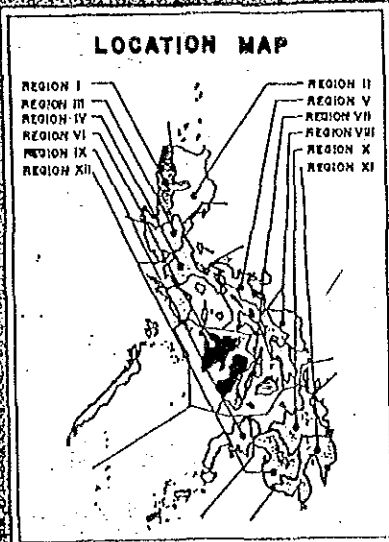 LOCATION MAP
REGION I
REGION III
REGION IV
REGION VI
REGION IX
REGION XII
REGION II
REGION V
REGION VII
REGION VIII
REGION X
REGION XI